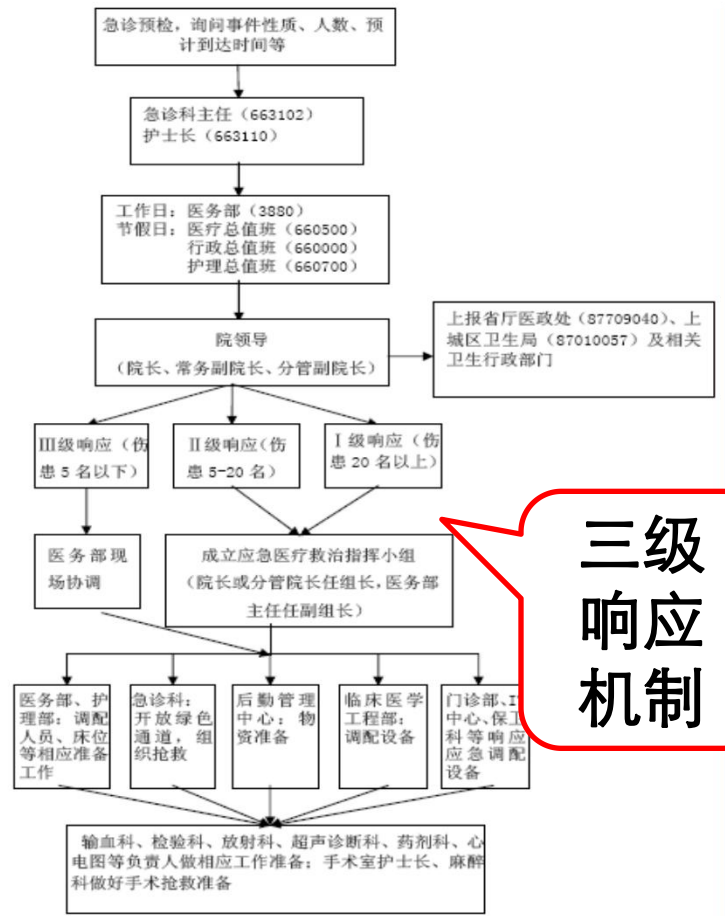 急诊预检，询问事件性质、人数、预
计到达时间等
急诊科主任（663102）
护士长（663110）
工作日：医务部（3880）
节假日：医疗总值班（660500）
行政总值班（660000）
护理总值班（660700）
院领导
（院长、常务副院长、分管副院长）
上报省厅医政处（87709040）、上
城区卫生局（87010057）及相关
卫生行政部门
Ⅲ级响应（伤
患5名以下）
Ⅱ级响应（伤
患5-20名）
Ⅰ级响应（伤
患20名以上）
三级
响应
机制
医务部现
场协调
成立应急医疗救治指挥小组
（院长或分管院长任组长，医务部
主任任副组长）
医务部、护
理部：调配
人员、床位
等相应准备
工作
急诊科：
开放绿色
通道，组
织抢救
后勤管理
中心：物
资准备
临床医学
工程部：
调配设备
门诊部、I
中心、保卫
科等响应
应急调配
设备
输血科、检验科、放射科、超声诊断科、药剂科、心
电图等负责人做相应工作准备；手术室护士长、麻醉
科做好手术抢救准备